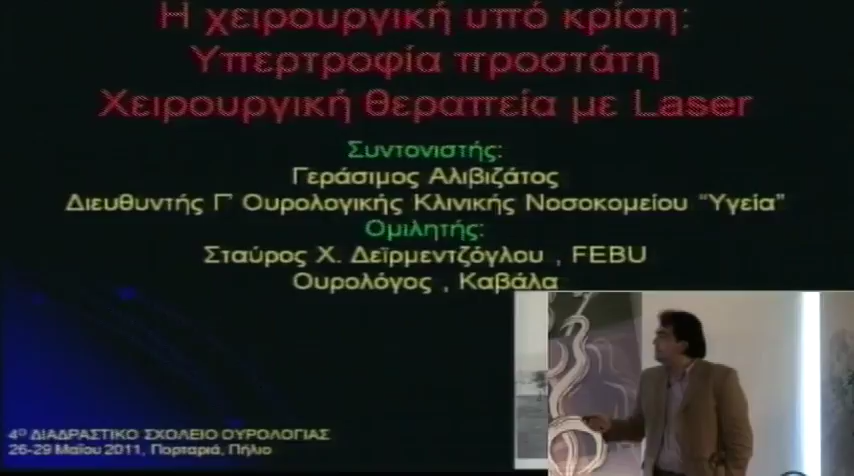 Η χειρουργική υπό κρίση:
Υπερτροφία προστάτη
Χειρουργική θεραπεία με Laser
Συντονιστής:
Γεράσιμος Αλιβιζάτος
Διευθυντής Γ' Ουρολογικής Κλινικής Νοσοκομείου “Υγεία”
Ομιλητής:
Σταύρος Χ. Δεϊρμεντζόγλου , FEBU
Ουρολόγος , Καβάλα
4ο ΔΙΑΔΡΑΣΤΙΚΟ ΣΧΟΛΕΙΟ ΟΥΡΟΛΟΓΙΑΣ
26-29 Μαΐου 2011, Πορταριά, Πήλιο